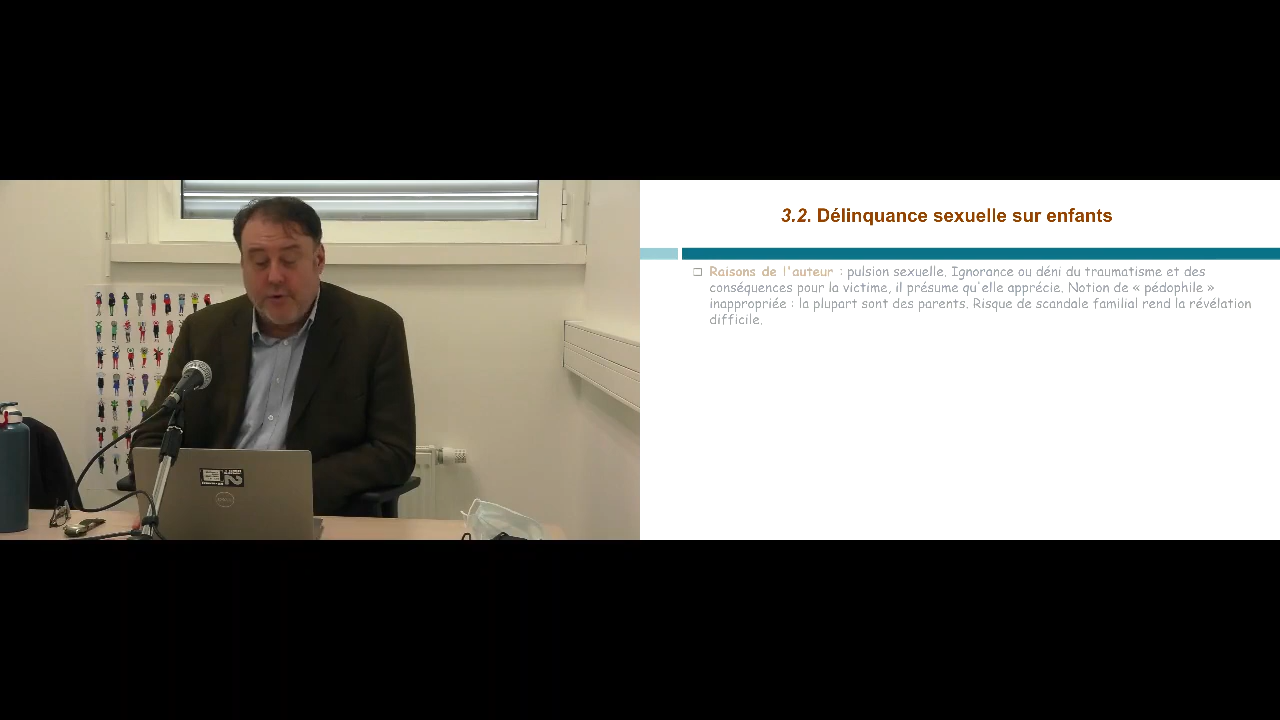 3.2. Délinquance sexuelle sur enfants
Raisons de l'auteur : pulsion sexuelle. Ignorance ou déni du traumatisme et des
conséquences pour la victime, il présume qu'elle apprécie. Notion de « pédophile »
inappropriée : la plupart sont des parents. Risque de scandale familial rend la révélation
difficile.
DELL